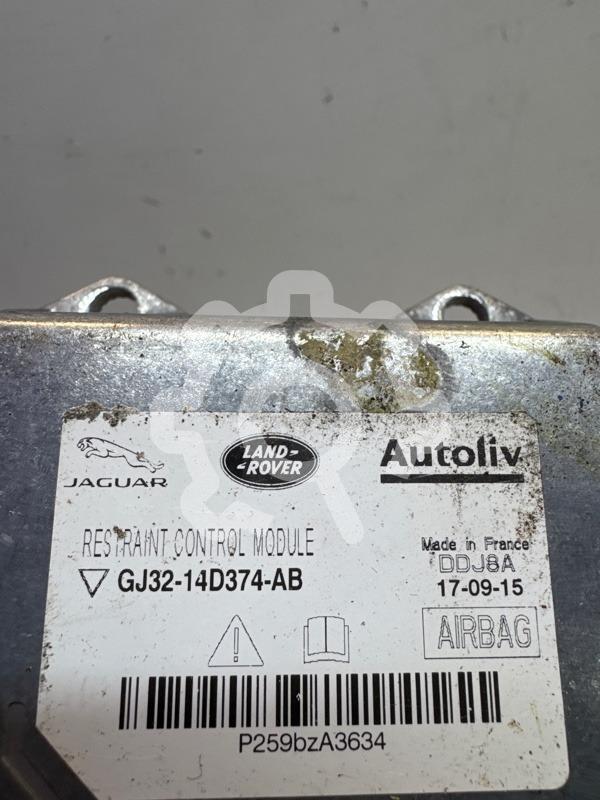 JAGUAR
LAND-
-ROVER
Autoliv
RESTRAINT CONTROL MODULE
Made in France
DDJ8A
GJ32-14D374-AB
17-09-15
AIRBAG
P259bzA3634